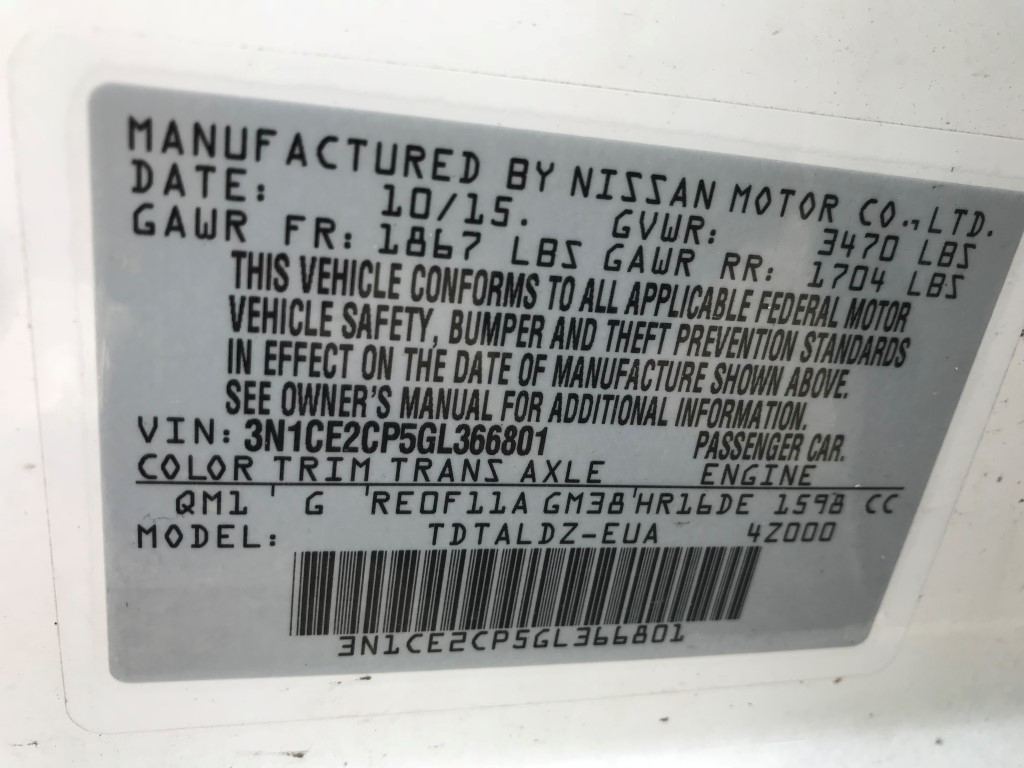 MANUFACTURED BY NISSAN MOTOR CO.,LTD.
DATE: 10/15. GVWR: 3470 LBS
GAWR FR: 1867 LBS GAWR RR: 1704 LBS
THIS VEHICLE CONFORMS TO ALL APPLICABLE FEDERAL MOTOR
VEHICLE SAFETY, BUMPER AND THEFT PREVENTION STANDARDS
IN EFFECT ON THE DATE OF MANUFACTURE SHOWN ABOVE.
SEE OWNER'S MANUAL FOR ADDITIONAL INFORMATION.
VIN: 3N1CE2CP5GL366801 PASSENGER CAR.
COLOR TRIM TRANS AXLE ENGINE
QM1 ' G ' RE0F11A GM38 ' HR16DE 1598 CC
MODEL: TDTALDZ-EUA 4Z000
3N1CE2CP5GL366801